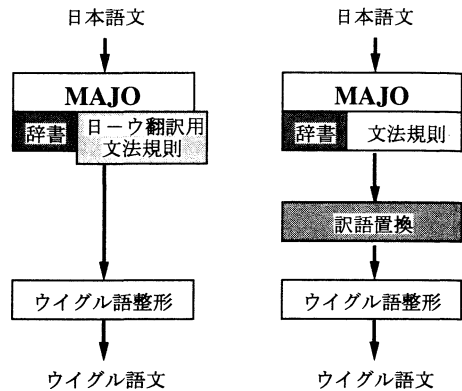 日本語文
MAJO
辞書
日－ウ翻訳用
文法規則
ウイグル語整形
ウイグル語文
日本語文
MAJO
辞書
文法規則
訳語置換
ウイグル語整形
ウイグル語文